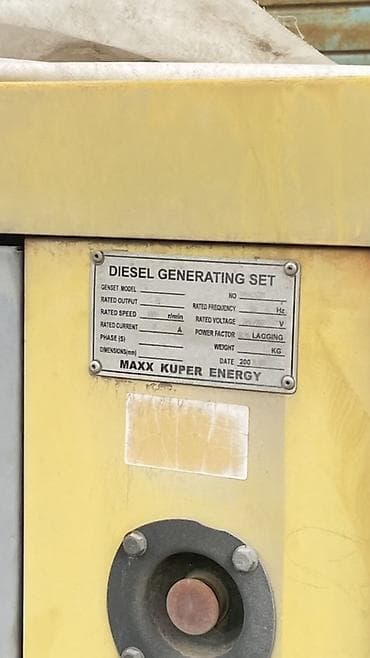 DIESEL GENERATING SET
GENSET MODEL
NO
RATED OUTPUT
RATED FREQUENCY Hz
RATED SPEED r/min
RATED VOLTAGE V
RATED CURRENT A
POWER FACTOR LAGGING
PHASE (S)
WEIGHT KG
DIMENSIONS(mm)
DATE 200
MAXX KUPER ENERGY